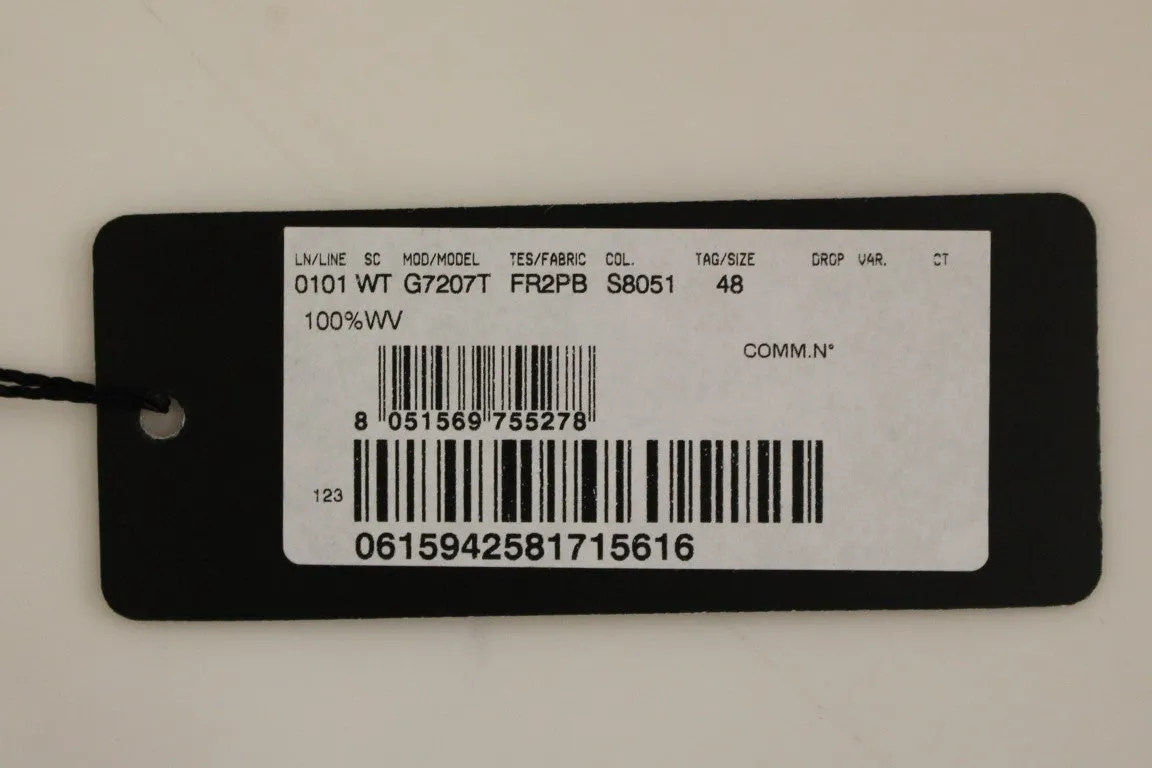 LN/LINE SC MOD/MODEL TES/FABRIC COL. TAG/SIZE DROP VAR. CT
0101 WT G7207T FR2PB S8051 48
100%WV
COMM.N°
8 051569 755278
123
0615942581715616